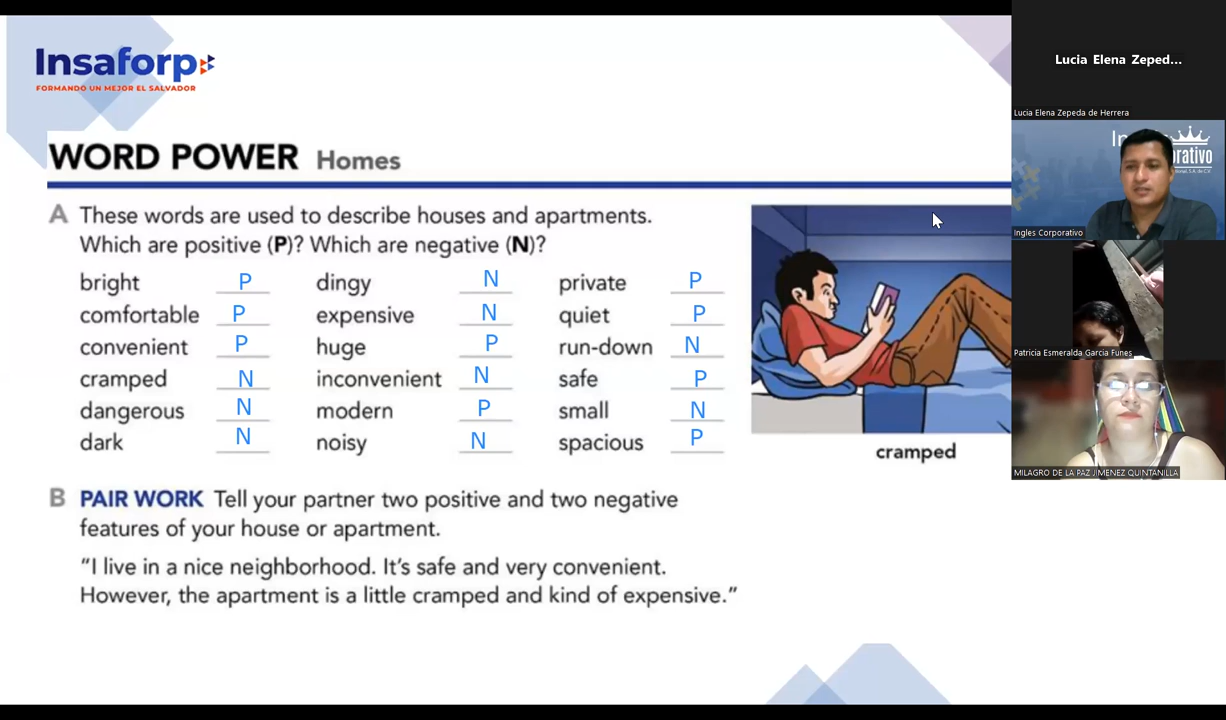 Insaforp
FORMANDO UN MEJOR EL SALVADOR
WORD POWER Homes
A These words are used to describe houses and apartments.
Which are positive (P)? Which are negative (N)?
bright P dingy N private P
comfortable P expensive N quiet P
convenient P huge P run-down N
cramped N inconvenient N safe P
dangerous N modern P small N
dark N noisy N spacious P
cramped
B PAIR WORK Tell your partner two positive and two negative
features of your house or apartment.
"I live in a nice neighborhood. It's safe and very convenient.
However, the apartment is a little cramped and kind of expensive."
Lucia Elena Zeped...
Lucia Elena Zepeda de Herrera
Ingles Corporativo
Patricia Esmeralda Garcia Funes
MILAGRO DE LA PAZ JIMENEZ QUINTANILLA